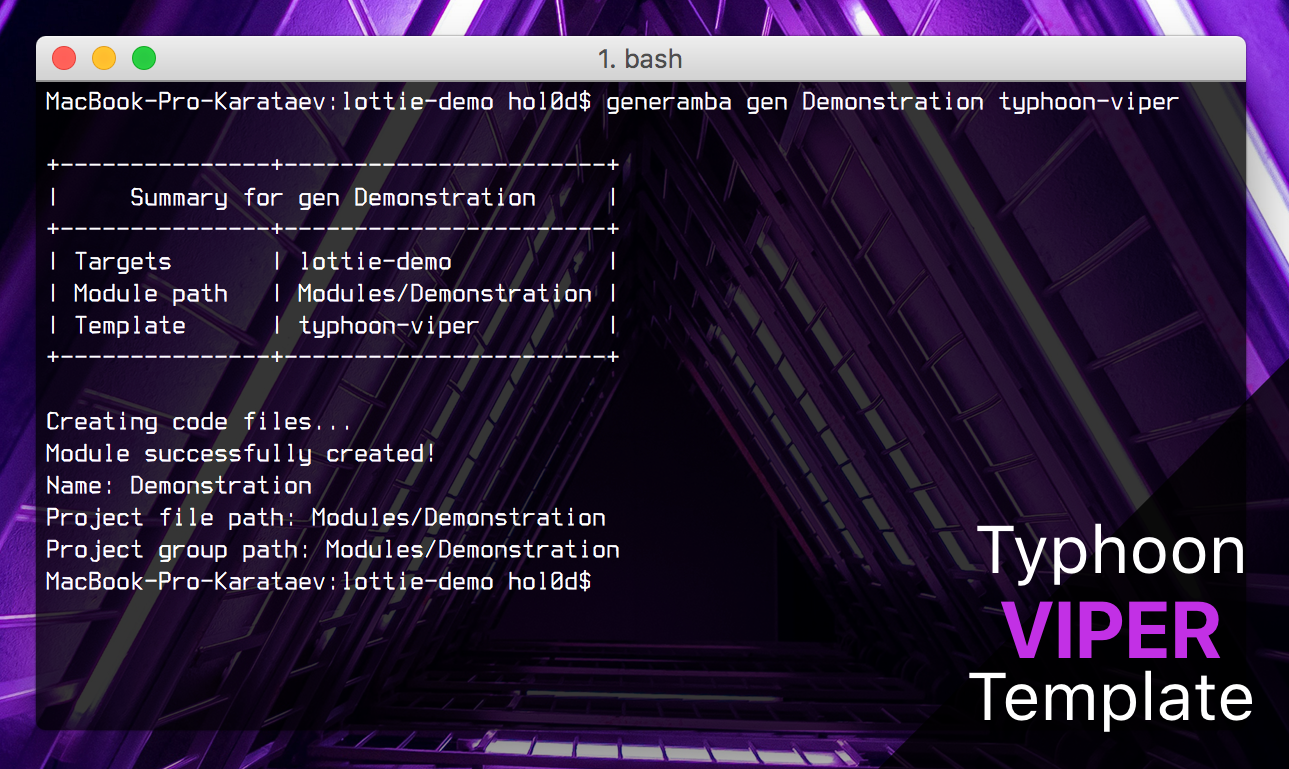 1. bash
MacBook-Pro-Karataev:lottie-demo hol0d$ generamba gen Demonstration typhoon-viper
+---------------+-----------------------+
|     Summary for gen Demonstration     |
+---------------+-----------------------+
| Targets       | lottie-demo           |
| Module path   | Modules/Demonstration |
| Template      | typhoon-viper         |
+---------------+-----------------------+
Creating code files...
Module successfully created!
Name: Demonstration
Project file path: Modules/Demonstration
Project group path: Modules/Demonstration
MacBook-Pro-Karataev:lottie-demo hol0d$
Typhoon
VIPER
Template